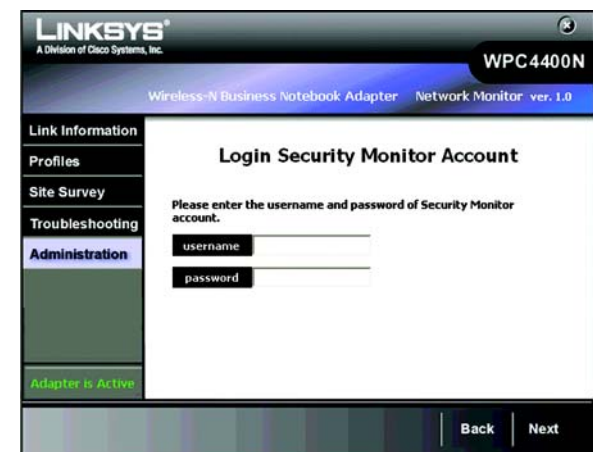 LINKSYS®
A Division of Cisco Systems, Inc.
WPC4400N
Wireless-N Business Notebook Adapter Network Monitor ver. 1.0
Link Information
Profiles
Site Survey
Troubleshooting
Administration
Adapter is Active
Login Security Monitor Account
Please enter the username and password of Security Monitor
account.
username
password
Back Next